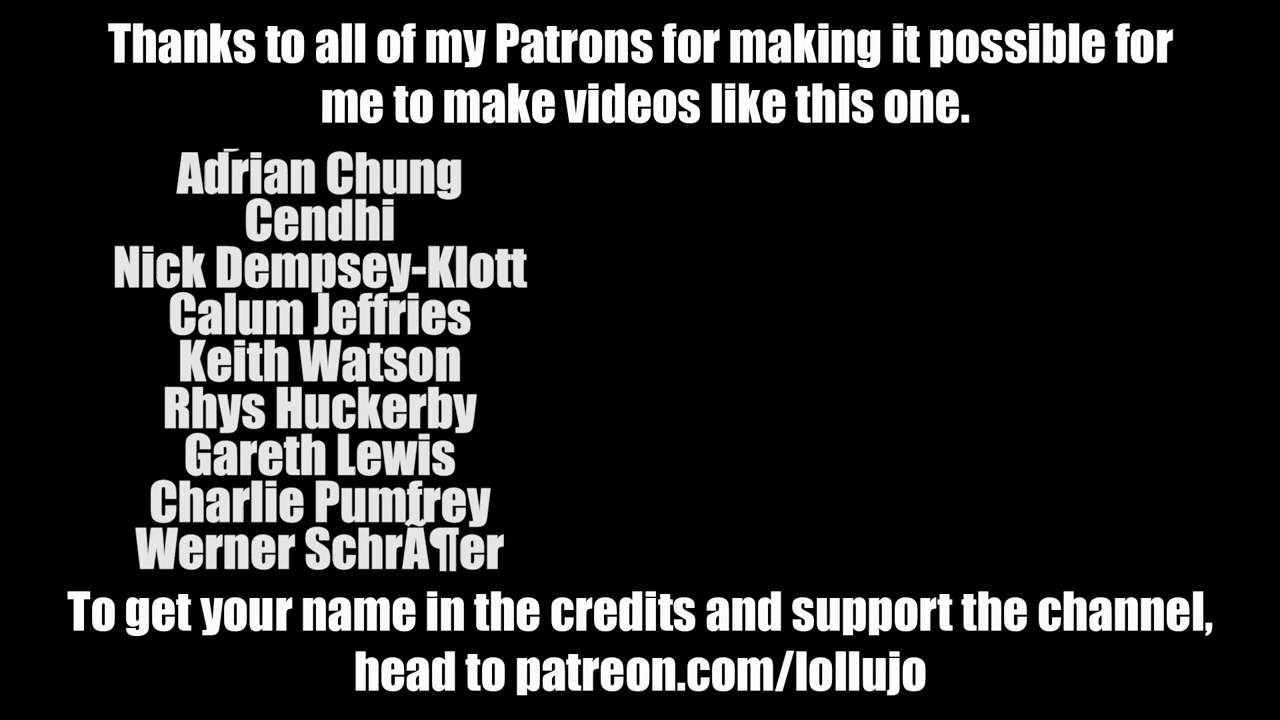 Thanks to all of my Patrons for making it possible for
me to make videos like this one.
Adrian Chung
Cendhi
Nick Dempsey-Klott
Calum Jeffries
Keith Watson
Rhys Huckerby
Gareth Lewis
Charlie Pumfrey
Werner SchrÃ¶er
To get your name in the credits and support the channel,
head to patreon.com/lollujo